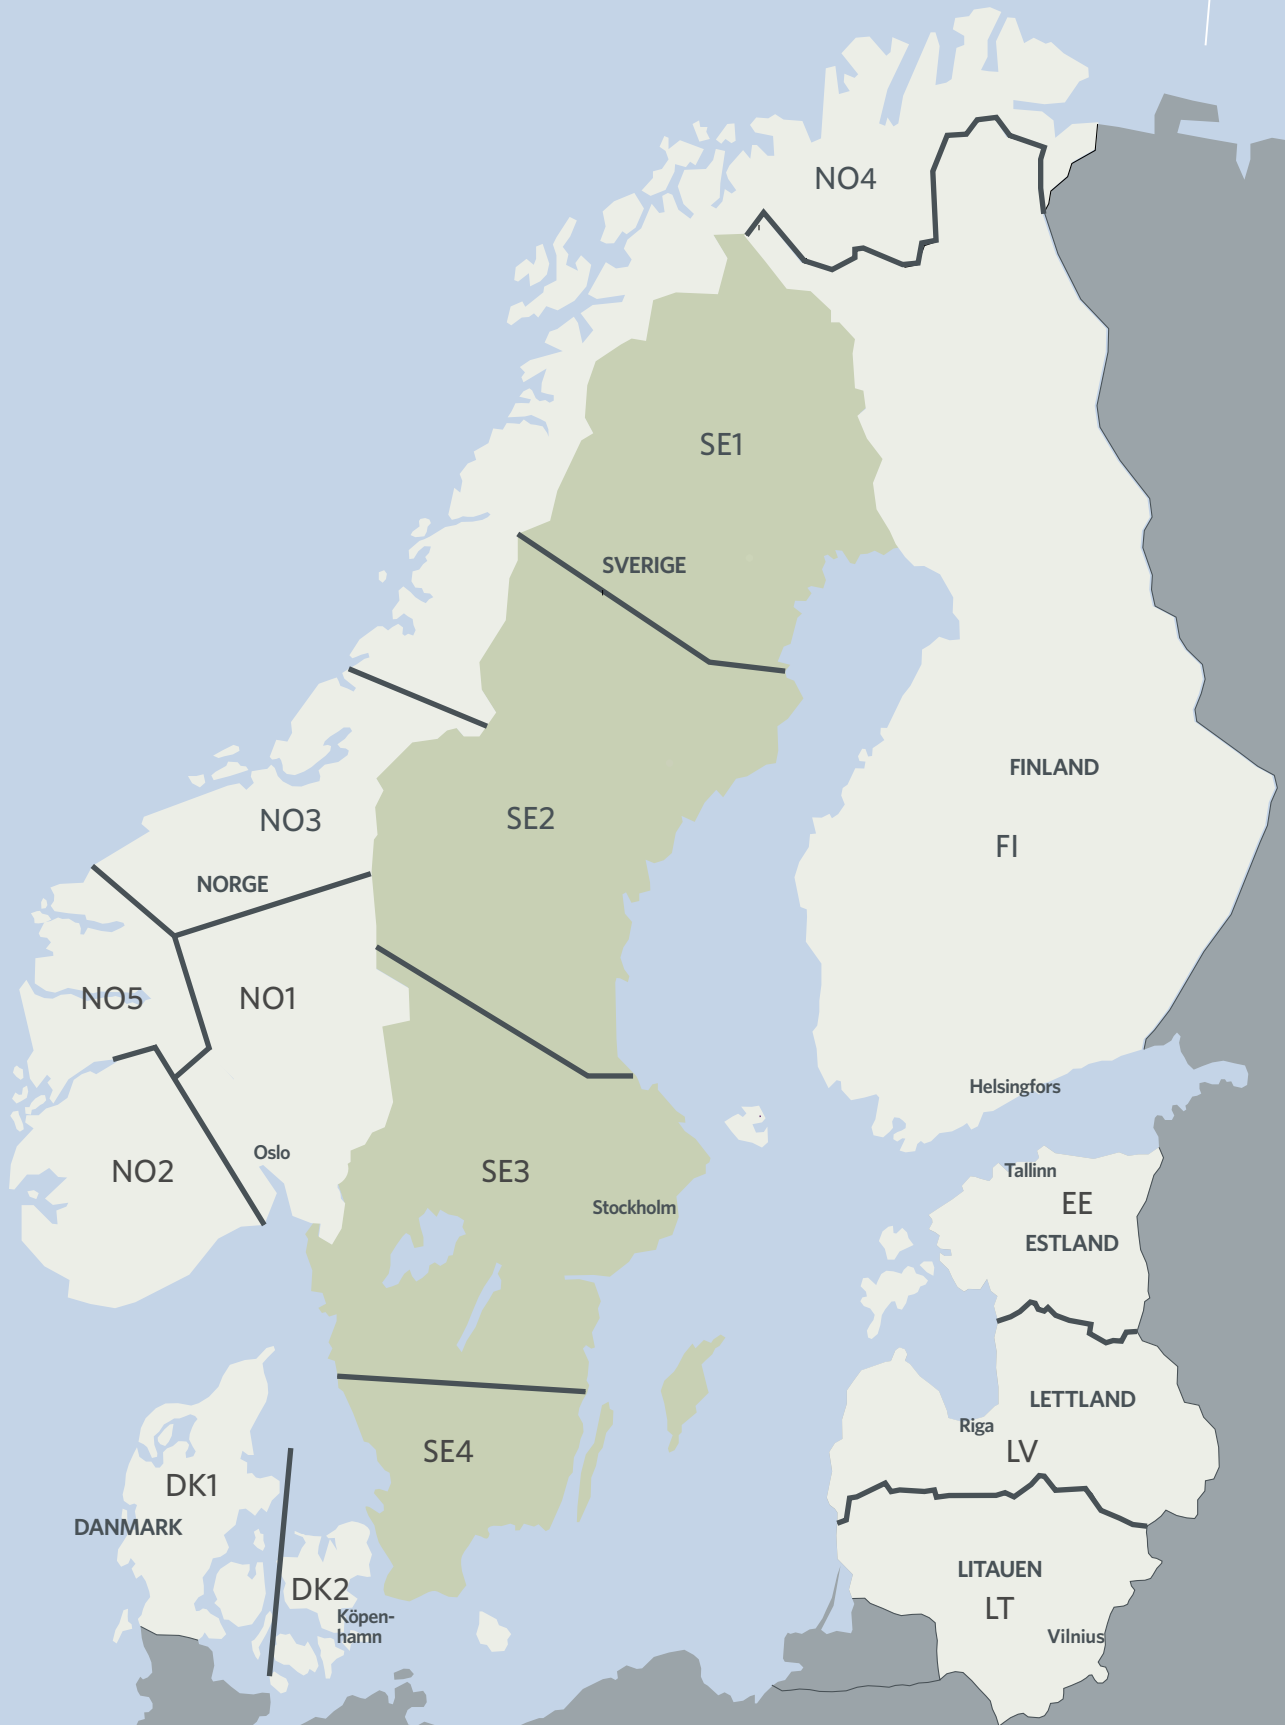 NO4
SE1
SVERIGE
FINLAND
NO3
SE2
FI
NORGE
NO5
NO1
Helsingfors
Oslo
NO2
SE3
Tallinn
Stockholm
EE
ESTLAND
LETTLAND
Riga
SE4
LV
DK1
DANMARK
LITAUEN
DK2
LT
Köpen-
hamn
Vilnius